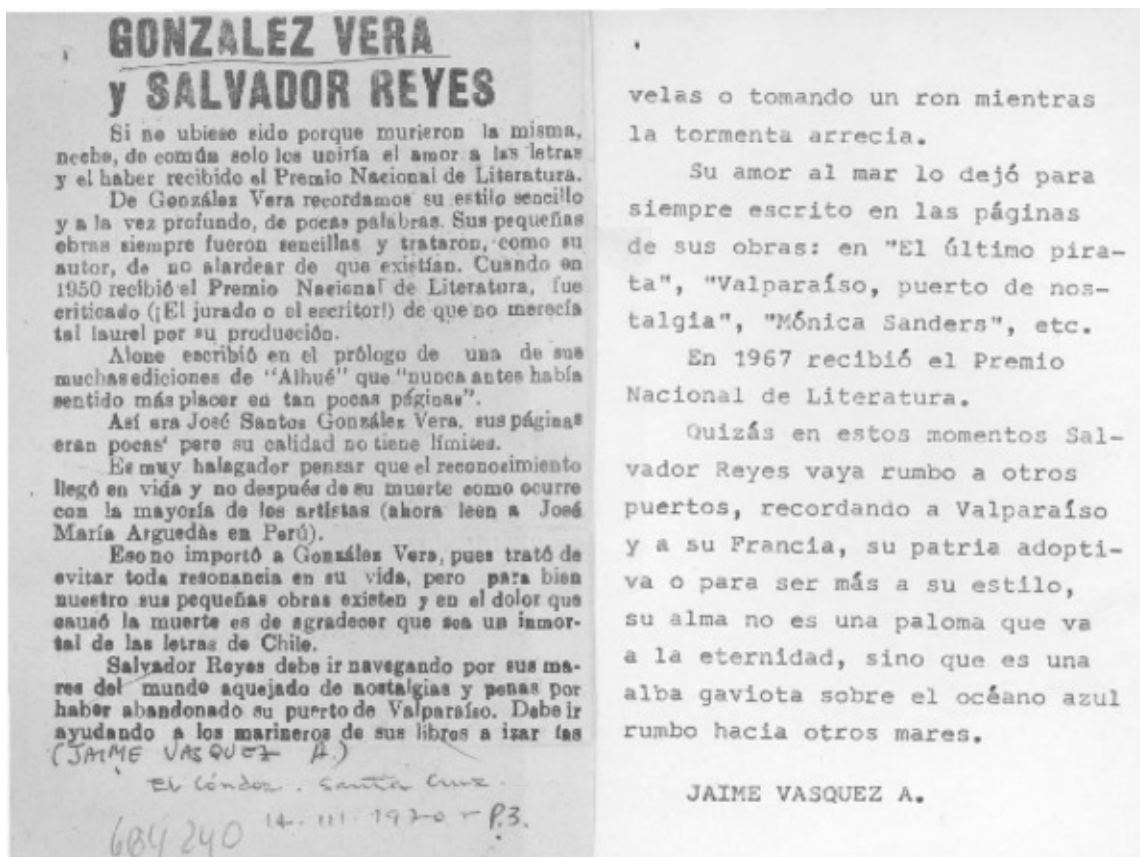 GONZALEZ VERA
y SALVADOR REYES
Si no ubiese sido porque murieron la misma,
noche, de común solo los uniría el amor a las letras
y el haber recibido el Premio Nacional de Literatura.
De González Vera recordamos su estilo sencillo
y a la vez profundo, de pocas palabras. Sus pequeñas
obras siempre fueron sencillas y trataron, como su
autor, de no alardear de que existían. Cuando en
1950 recibió el Premio Nacional de Literatura, fue
criticado (¡El jurado o el escritor!) de que no merecía
tal laurel por su producción.
Alone escribió en el prólogo de una de sus
muchas ediciones de "Alhué" que "nunca antes había
sentido más placer en tan pocas páginas".
Así era José Santos González Vera, sus páginas
eran pocas' pero su calidad no tiene límites.
Es muy halagador pensar que el reconocimiento
llegó en vida y no después de su muerte como ocurre
con la mayoría de los artistas (ahora leen a José
María Arguedas en Perú).
Eso no importó a González Vera, pues trató de
evitar toda resonancia en su vida, pero para bien
nuestro sus pequeñas obras existen y en el dolor que
causó la muerte es de agradecer que sea un inmor-
tal de las letras de Chile.
Salvador Reyes debe ir navegando por sus ma-
res del mundo aquejado de nostalgias y penas por
haber abandonado su puerto de Valparaíso. Debe ir
ayudando a los marineros de sus libros a izar las
(JAIME VASQUEZ A.)
El Cóndor. Santa Cruz.
14-III-1970 - P.3.
684240
velas o tomando un ron mientras
la tormenta arrecia.
Su amor al mar lo dejó para
siempre escrito en las páginas
de sus obras: en "El último pira-
ta", "Valparaíso, puerto de nos-
talgia", "Mónica Sanders", etc.
En 1967 recibió el Premio
Nacional de Literatura.
Quizás en estos momentos Sal-
vador Reyes vaya rumbo a otros
puertos, recordando a Valparaíso
y a su Francia, su patria adopti-
va o para ser más a su estilo,
su alma no es una paloma que va
a la eternidad, sino que es una
alba gaviota sobre el océano azul
rumbo hacia otros mares.
JAIME VASQUEZ A.